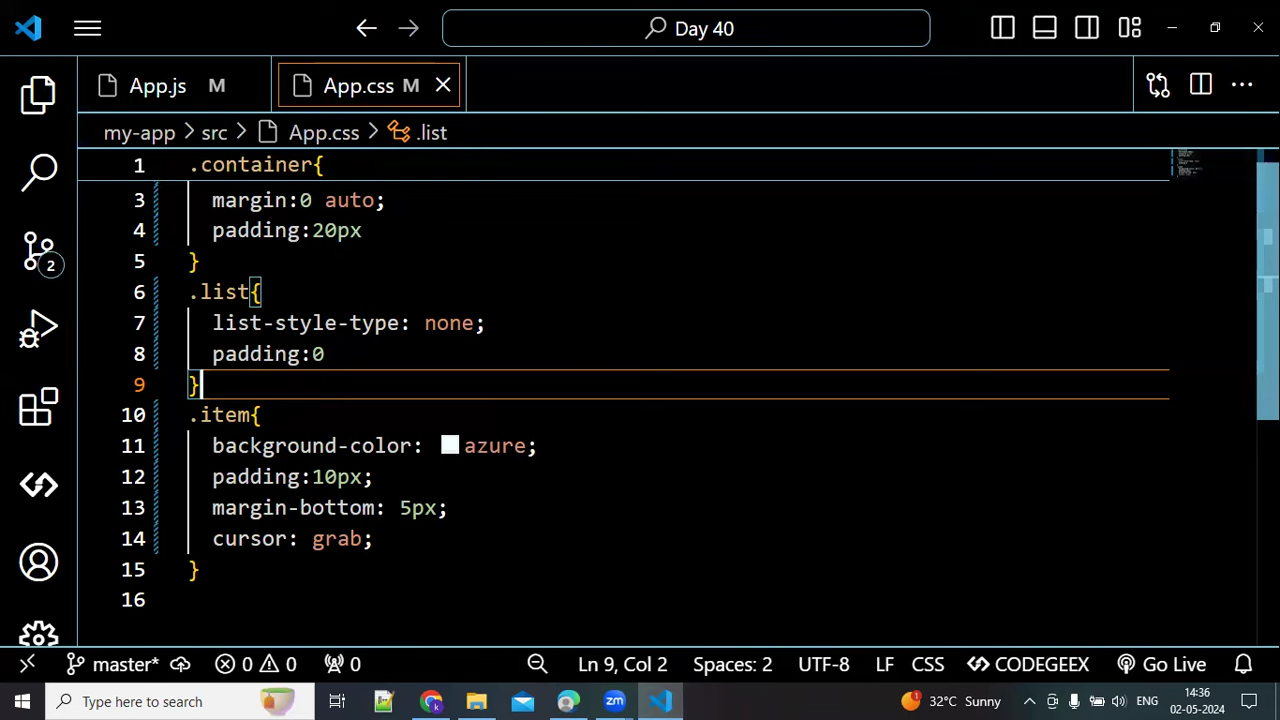 Day 40
App.js M
App.css M
my-app > src > App.css > .list
1 .container{
3 margin:0 auto;
4 padding:20px
5 }
6 .list{
7 list-style-type: none;
8 padding:0
9 }
10 .item{
11 background-color: azure;
12 padding:10px;
13 margin-bottom: 5px;
14 cursor: grab;
15 }
16
2
master* 0 0 0 Ln 9, Col 2 Spaces: 2 UTF-8 LF CSS CODEGEEX Go Live
Type here to search zm 32°C Sunny ENG 14:36
02-05-2024